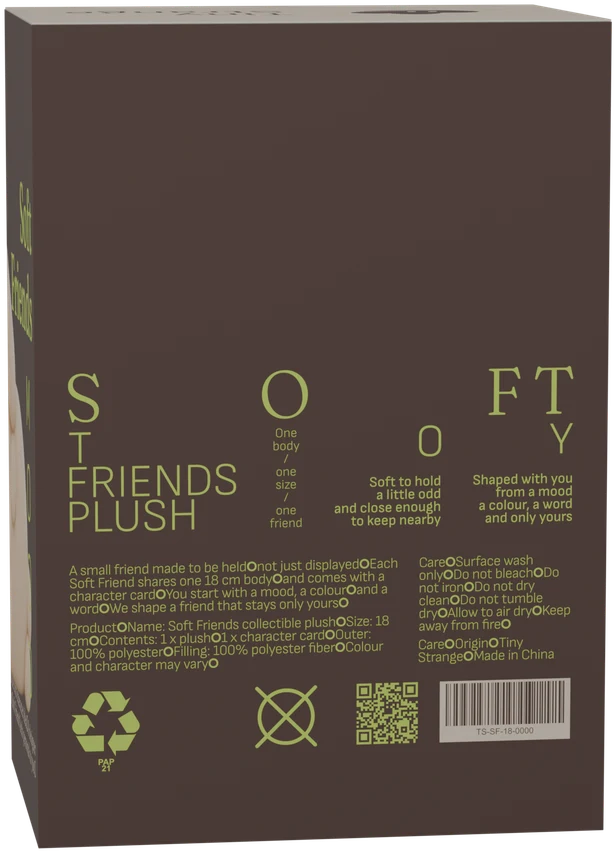 Soft
Friends
S O F T
T O Y
FRIENDS
PLUSH
One
body
/
one
size
/
one
friend
Soft to hold
a little odd
and close enough
to keep nearby
Shaped with you
from a mood
a colour, a word
and only yours
A small friend made to be heldOnot just displayedOEach
Soft Friend shares one 18 cm bodyOand comes with a
character cardOYou start with a mood, a colourOand a
wordOWe shape a friend that stays only yoursO
ProductOName: Soft Friends collectible plushOSize: 18
cmOContents: 1 x plushO1 x character cardOOuter:
100% polyesterOFilling: 100% polyester fiberOColour
and character may varyO
CareOSurface wash
onlyODo not bleachODo
not ironODo not dry
cleanODo not tumble
dryOAllow to air dryOKeep
away from fireO
CareOOriginOTiny
StrangeOMade in China
PAP
21
TS-SF-18-0000